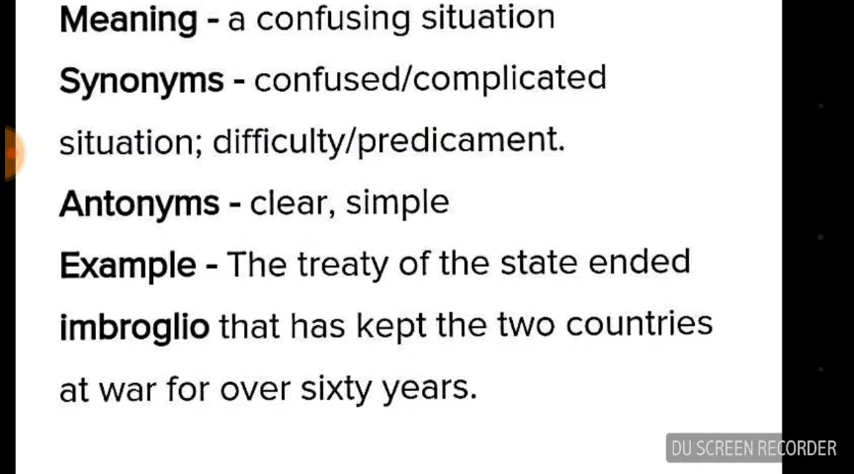 Meaning - a confusing situation
Synonyms - confused/complicated
situation; difficulty/predicament.
Antonyms - clear, simple
Example - The treaty of the state ended
imbroglio that has kept the two countries
at war for over sixty years.
DU SCREEN RECORDER